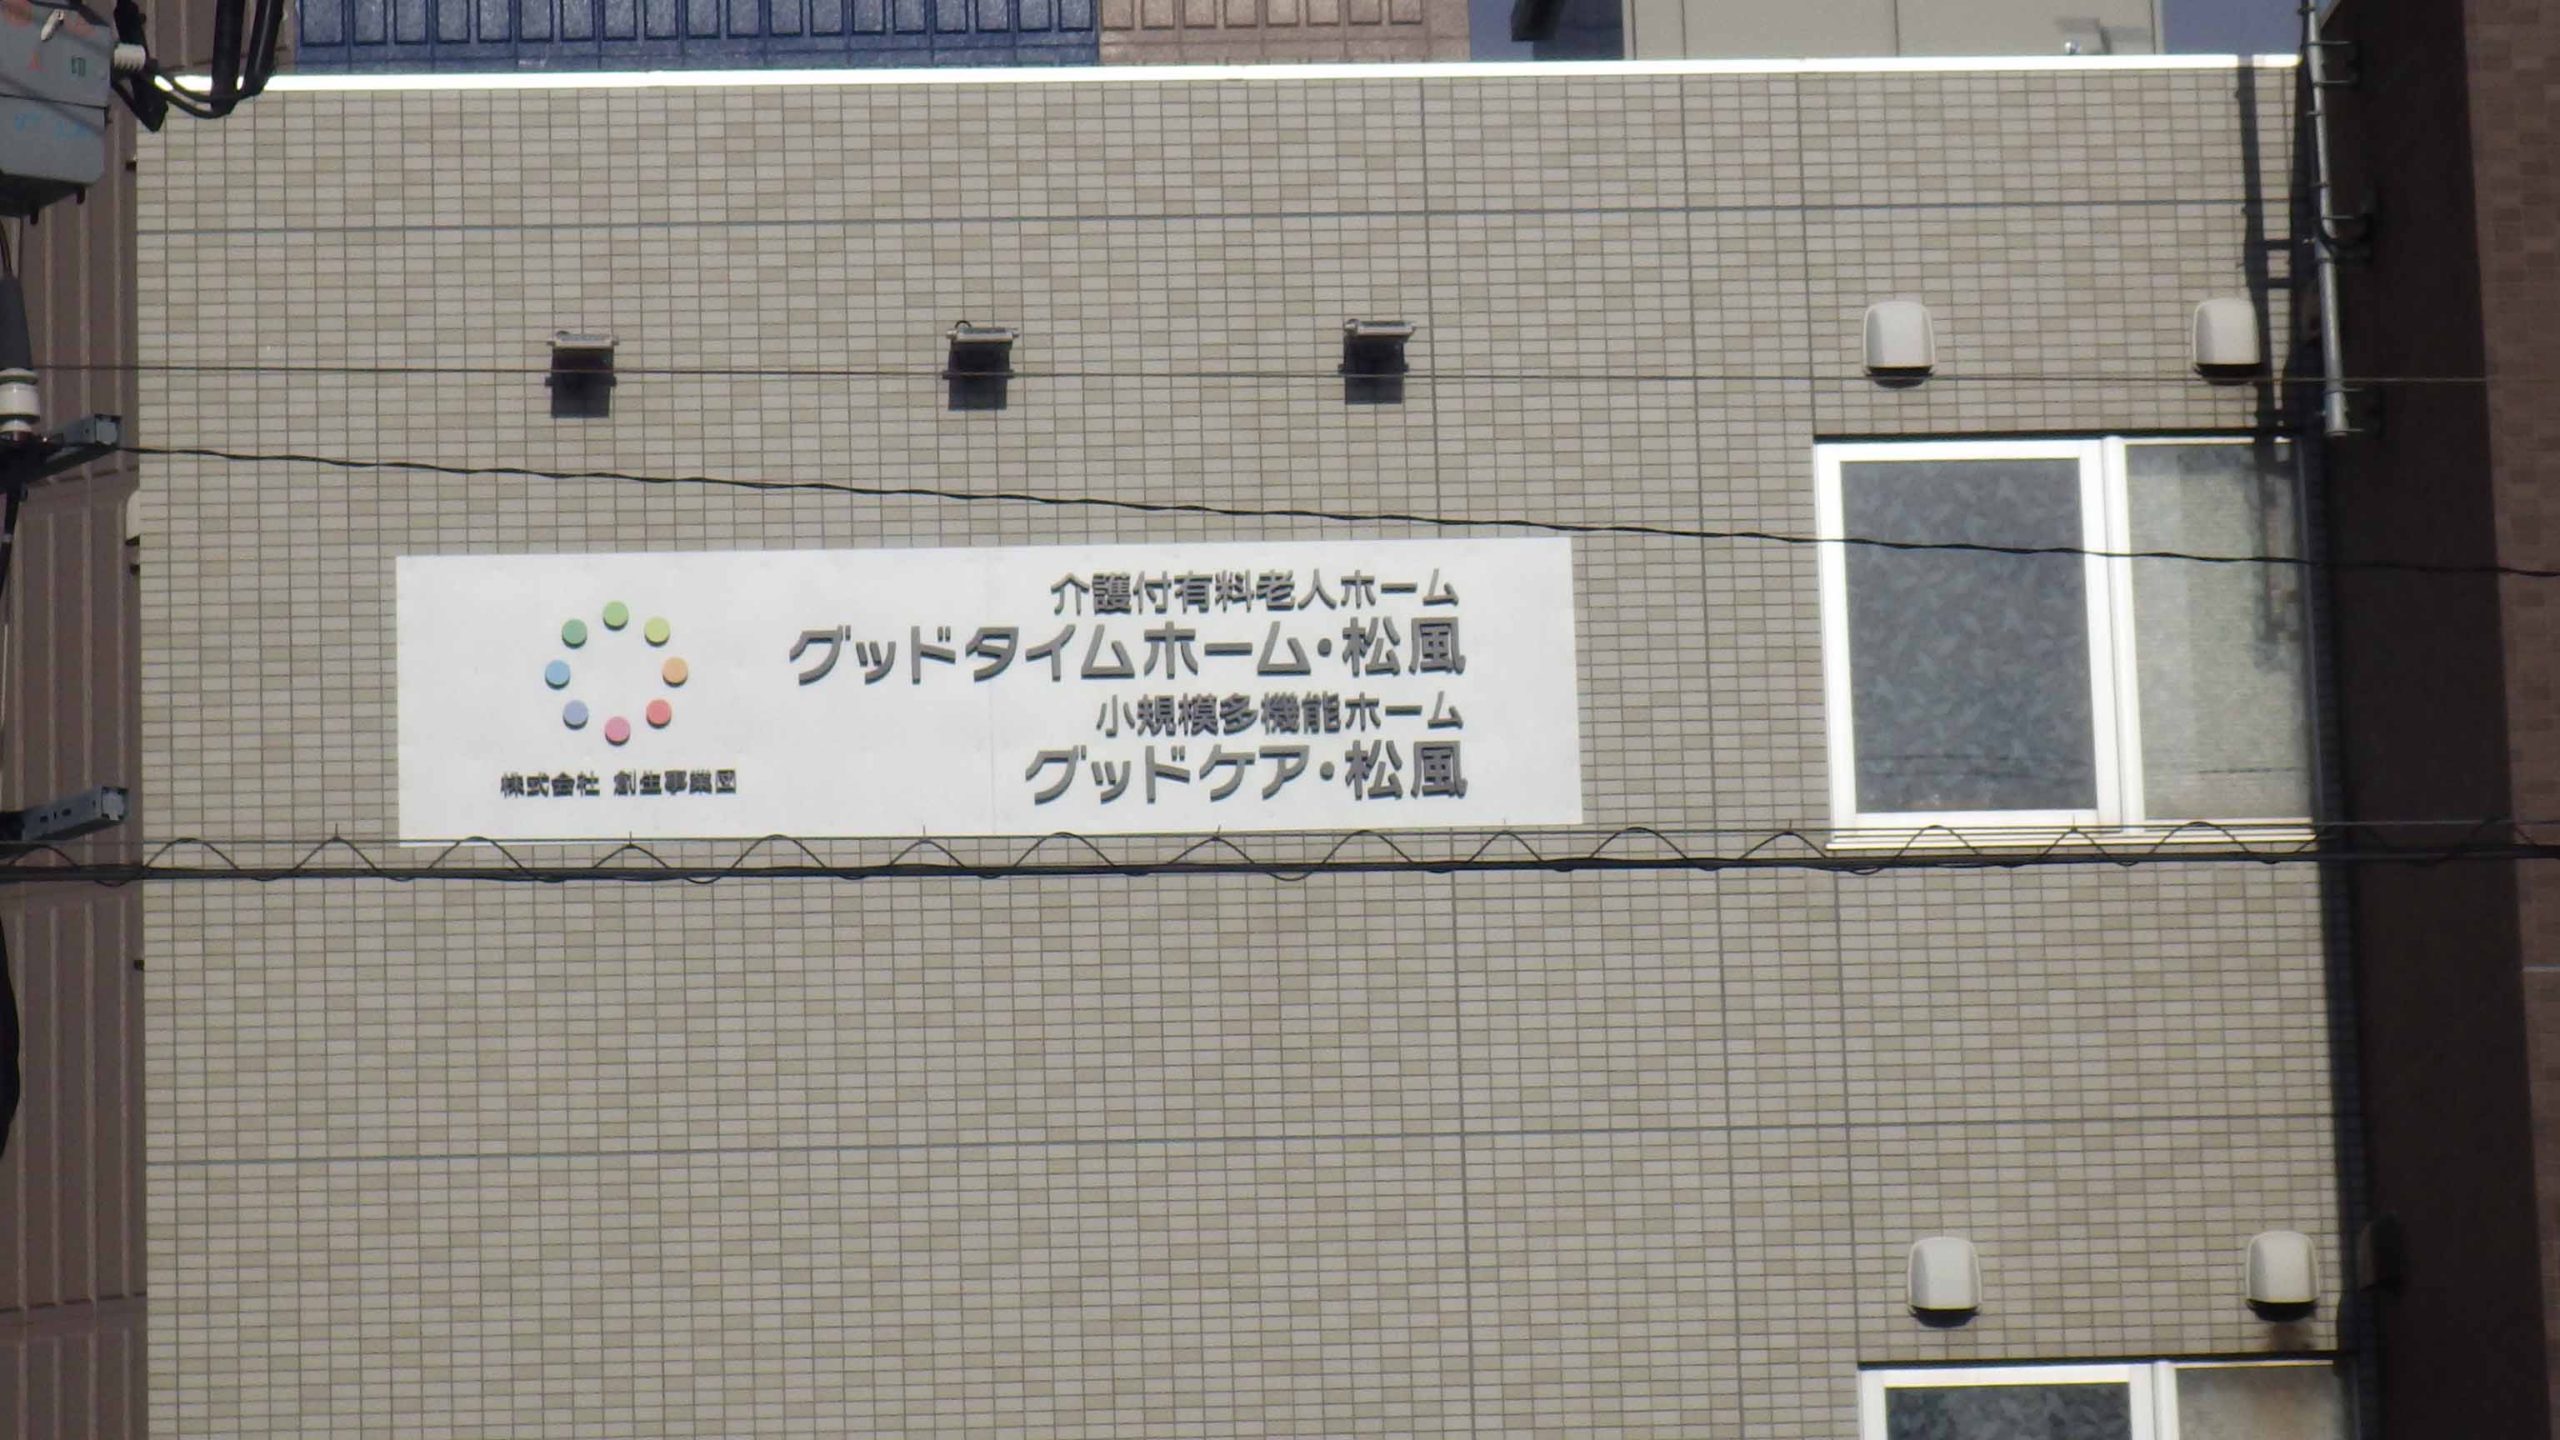 介護付有料老人ホーム
グッドタイムホーム・松風
小規模多機能ホーム
グッドケア・松風
株式会社 創生事業団